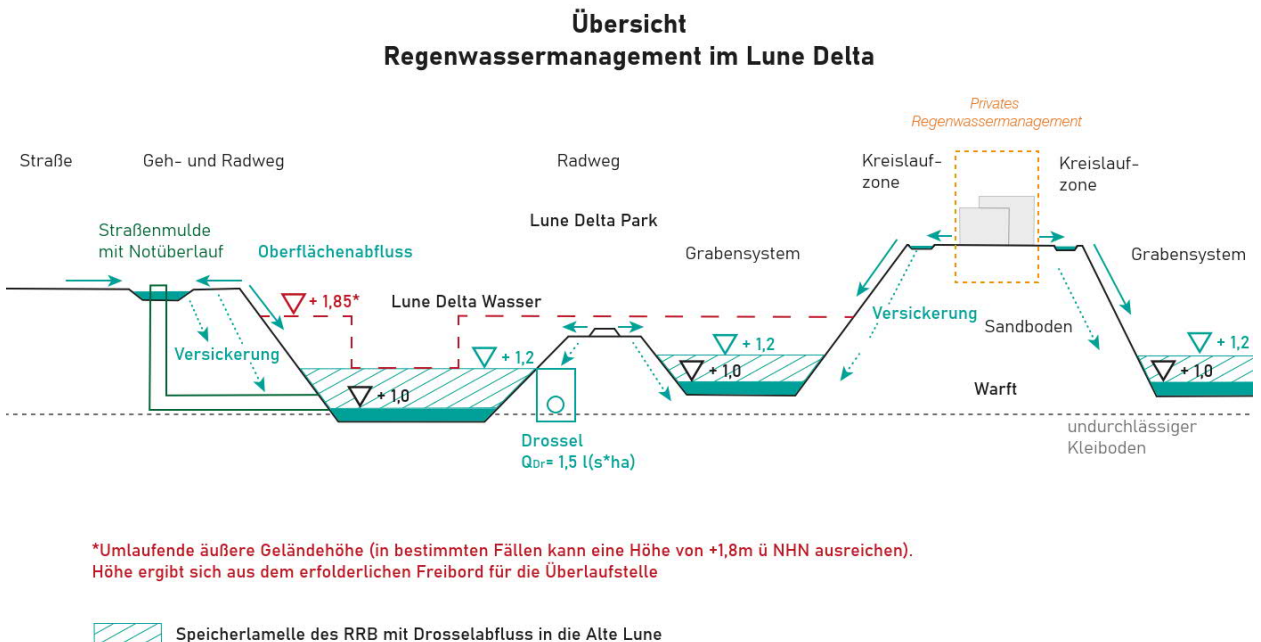 Übersicht
Regenwassermanagement im Lune Delta
Privates
Regenwassermanagement
Straße
Geh- und Radweg
Radweg
Kreislauf-
zone
Kreislauf-
zone
Lune Delta Park
Straßenmulde
mit Notüberlauf
Oberflächenabfluss
Grabensystem
Grabensystem
+ 1,85*
Lune Delta Wasser
Versickerung
Sandboden
Versickerung
+ 1,2
+ 1,2
+ 1,2
+ 1,0
+ 1,0
+ 1,0
Warft
undurchlässiger
Kleiboden
Drossel
QDr= 1,5 l(s*ha)
*Umlaufende äußere Geländehöhe (in bestimmten Fällen kann eine Höhe von +1,8m ü NHN ausreichen).
Höhe ergibt sich aus dem erfolderlichen Freibord für die Überlaufstelle
Speicherlamelle des RRB mit Drosselabfluss in die Alte Lune